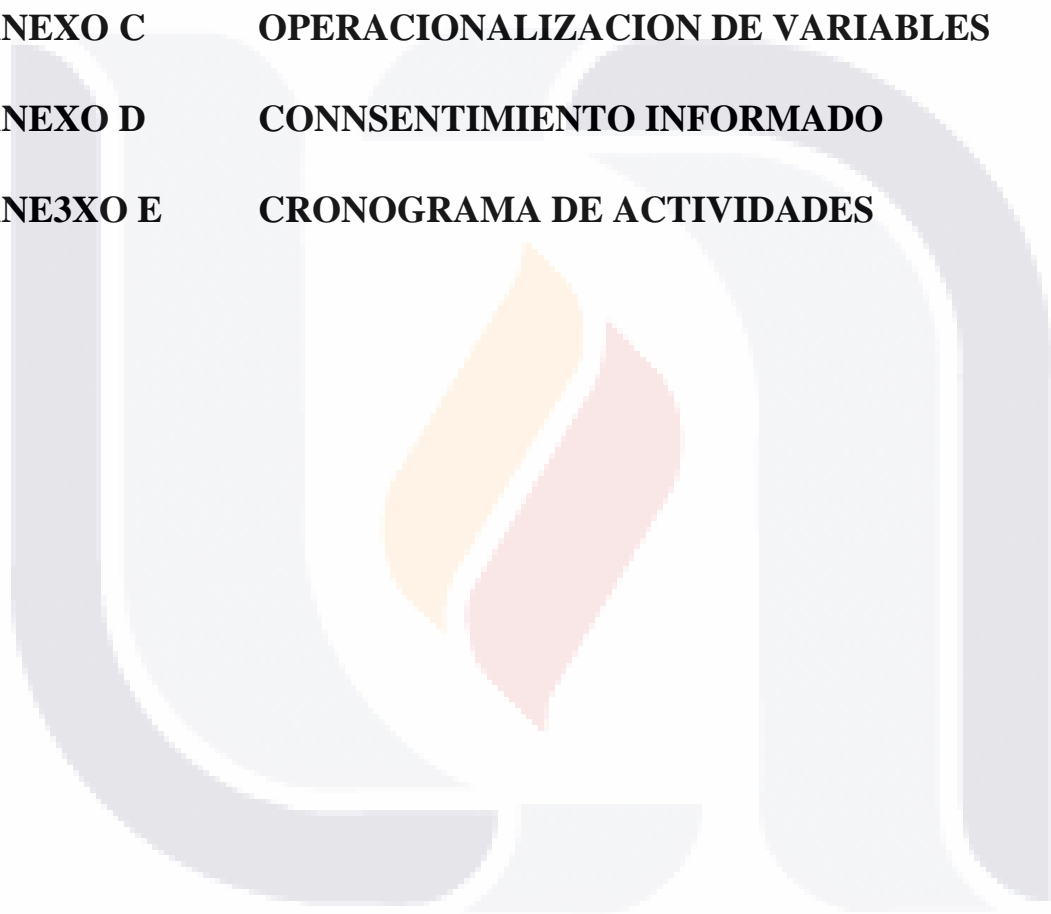 NEXO C OPERACIONALIZACION DE VARIABLES
NEXO D CONNSENTIMIENTO INFORMADO
NE3XO E CRONOGRAMA DE ACTIVIDADES